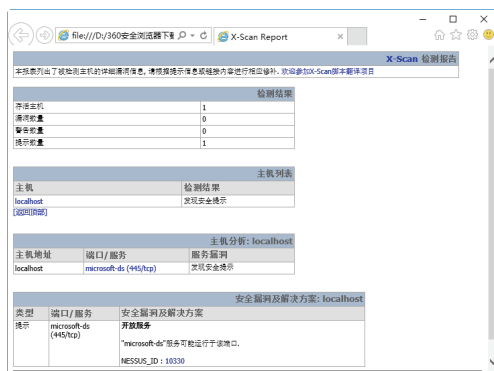 file:///D:/360安全浏览器下载
X-Scan Report
X-Scan 检测报告
本报表列出了被检测主机的详细漏洞信息, 请根据提示信息或链接内容进行相应修补. 欢迎参加X-Scan脚本翻译项目
检测结果
存活主机 1
漏洞数量 0
警告数量 0
提示数量 1
主机列表
主机 检测结果
localhost 发现安全提示
[返回顶部]
主机分析: localhost
主机地址 端口/服务 服务漏洞
localhost microsoft-ds (445/tcp) 发现安全提示
安全漏洞及解决方案: localhost
类型 端口/服务 安全漏洞及解决方案
提示 microsoft-ds (445/tcp) 开放服务
"microsoft-ds"服务可能运行于该端口.
NESSUS_ID : 10330